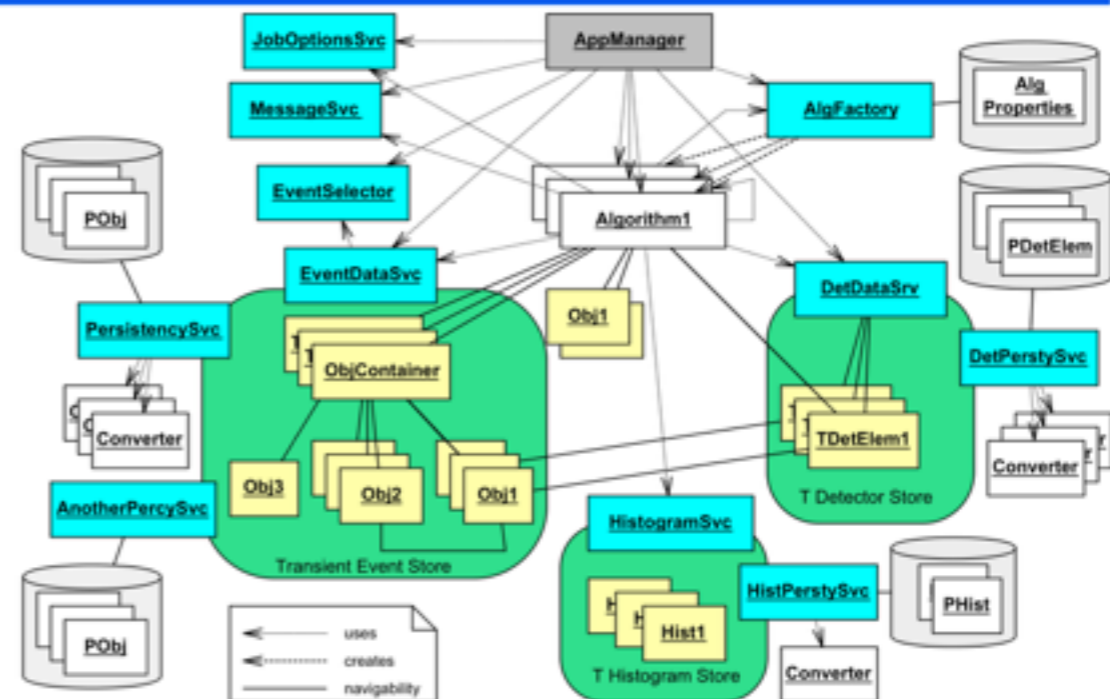 JobOptionsSvc
AppManager
MessageSvc
AlgFactory
Alg
Properties
EventSelector
Algorithm1
PObj
PDetElem
EventDataSvc
DetDataSrv
PersistencySvc
Obj1
DetPerstySvc
T
T
ObjContainer
T
T
TDetElem1
C
C
Converter
r
r
Converter
Obj3
Obj2
Obj1
T Detector Store
AnotherPercySvc
HistogramSvc
Transient Event Store
HistPerstySvc
PHist
H
H
Hist1
PObj
uses
creates
navigability
T Histogram Store
Converter